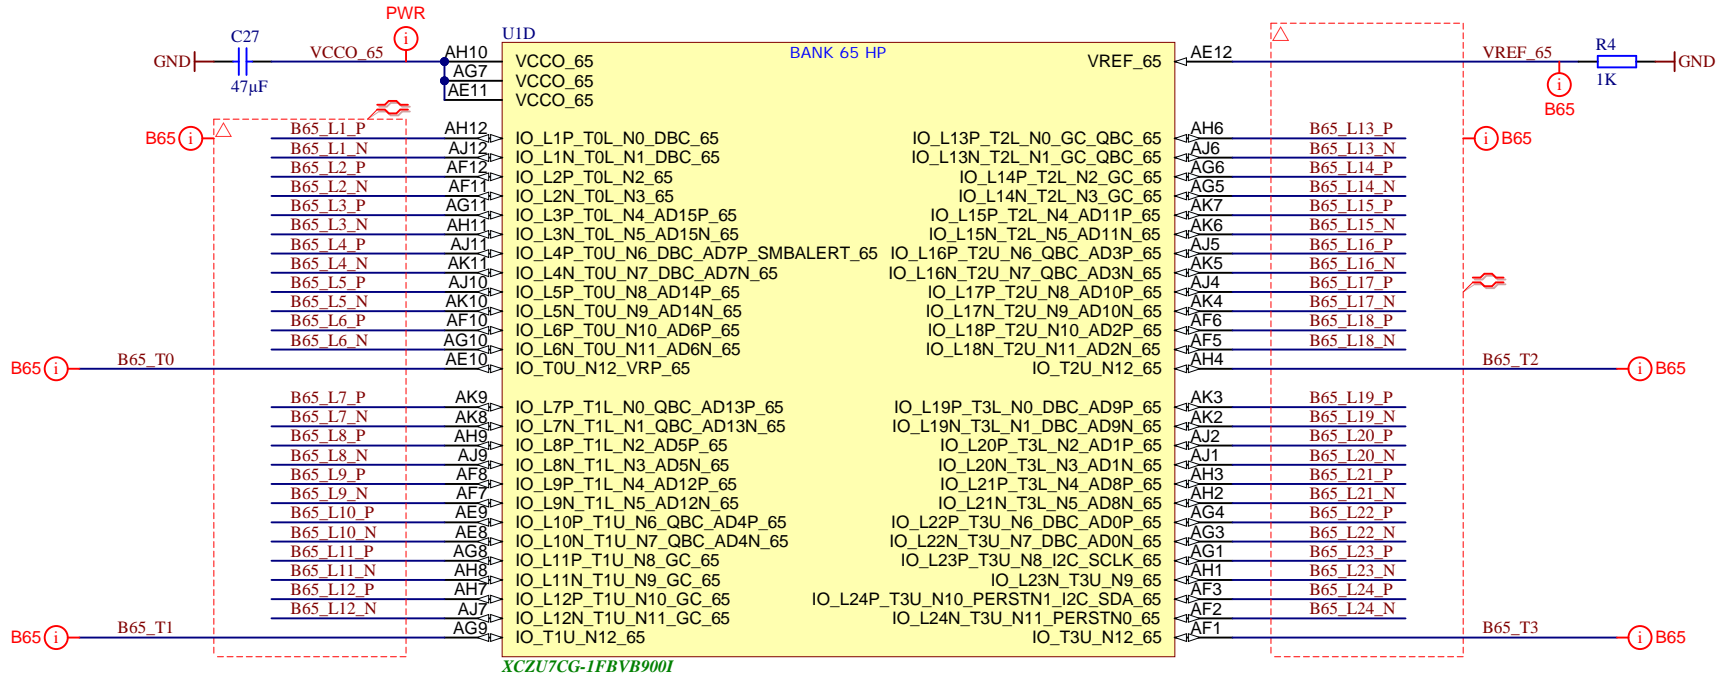 PWR
C27
U1D
GND
VCCO_65
47µF
AH10 VCCO_65
AG7 VCCO_65
AE11 VCCO_65
BANK 65 HP
VREF_65 AE12
VREF_65
R4
1K
GND
B65
B65
B65_L1_P AH12 IO_L1P_T0L_N0_DBC_65
B65_L1_N AJ12 IO_L1N_T0L_N1_DBC_65
B65_L2_P AF12 IO_L2P_T0L_N2_65
B65_L2_N AF11 IO_L2N_T0L_N3_65
B65_L3_P AG11 IO_L3P_T0L_N4_AD15P_65
B65_L3_N AH11 IO_L3N_T0L_N5_AD15N_65
B65_L4_P AJ11 IO_L4P_T0U_N6_DBC_AD7P_SMBALERT_65
B65_L4_N AK11 IO_L4N_T0U_N7_DBC_AD7N_65
B65_L5_P AJ10 IO_L5P_T0U_N8_AD14P_65
B65_L5_N AK10 IO_L5N_T0U_N9_AD14N_65
B65_L6_P AF10 IO_L6P_T0U_N10_AD6P_65
B65_L6_N AG10 IO_L6N_T0U_N11_AD6N_65
B65 B65_T0 AE10 IO_T0U_N12_VRP_65
B65_L7_P AK9 IO_L7P_T1L_N0_QBC_AD13P_65
B65_L7_N AK8 IO_L7N_T1L_N1_QBC_AD13N_65
B65_L8_P AH9 IO_L8P_T1L_N2_AD5P_65
B65_L8_N AJ9 IO_L8N_T1L_N3_AD5N_65
B65_L9_P AF8 IO_L9P_T1L_N4_AD12P_65
B65_L9_N AF7 IO_L9N_T1L_N5_AD12N_65
B65_L10_P AE9 IO_L10P_T1U_N6_QBC_AD4P_65
B65_L10_N AE8 IO_L10N_T1U_N7_QBC_AD4N_65
B65_L11_P AG8 IO_L11P_T1U_N8_GC_65
B65_L11_N AH8 IO_L11N_T1U_N9_GC_65
B65_L12_P AH7 IO_L12P_T1U_N10_GC_65
B65_L12_N AJ7 IO_L12N_T1U_N11_GC_65
B65 B65_T1 AG9 IO_T1U_N12_65
IO_L13P_T2L_N0_GC_QBC_65 AH6 B65_L13_P
B65
IO_L13N_T2L_N1_GC_QBC_65 AJ6 B65_L13_N
IO_L14P_T2L_N2_GC_65 AG6 B65_L14_P
IO_L14N_T2L_N3_GC_65 AG5 B65_L14_N
IO_L15P_T2L_N4_AD11P_65 AK7 B65_L15_P
IO_L15N_T2L_N5_AD11N_65 AK6 B65_L15_N
IO_L16P_T2U_N6_QBC_AD3P_65 AJ5 B65_L16_P
IO_L16N_T2U_N7_QBC_AD3N_65 AK5 B65_L16_N
IO_L17P_T2U_N8_AD10P_65 AJ4 B65_L17_P
IO_L17N_T2U_N9_AD10N_65 AK4 B65_L17_N
IO_L18P_T2U_N10_AD2P_65 AF6 B65_L18_P
IO_L18N_T2U_N11_AD2N_65 AF5 B65_L18_N
IO_T2U_N12_65 AH4 B65_T2 B65
IO_L19P_T3L_N0_DBC_AD9P_65 AK3 B65_L19_P
IO_L19N_T3L_N1_DBC_AD9N_65 AK2 B65_L19_N
IO_L20P_T3L_N2_AD1P_65 AJ2 B65_L20_P
IO_L20N_T3L_N3_AD1N_65 AJ1 B65_L20_N
IO_L21P_T3L_N4_AD8P_65 AH3 B65_L21_P
IO_L21N_T3L_N5_AD8N_65 AH2 B65_L21_N
IO_L22P_T3U_N6_DBC_AD0P_65 AG4 B65_L22_P
IO_L22N_T3U_N7_DBC_AD0N_65 AG3 B65_L22_N
IO_L23P_T3U_N8_I2C_SCLK_65 AG1 B65_L23_P
IO_L23N_T3U_N9_65 AH1 B65_L23_N
IO_L24P_T3U_N10_PERSTN1_I2C_SDA_65 AF3 B65_L24_P
IO_L24N_T3U_N11_PERSTN0_65 AF2 B65_L24_N
IO_T3U_N12_65 AF1 B65_T3 B65
XCZU7CG-1FBVB900I